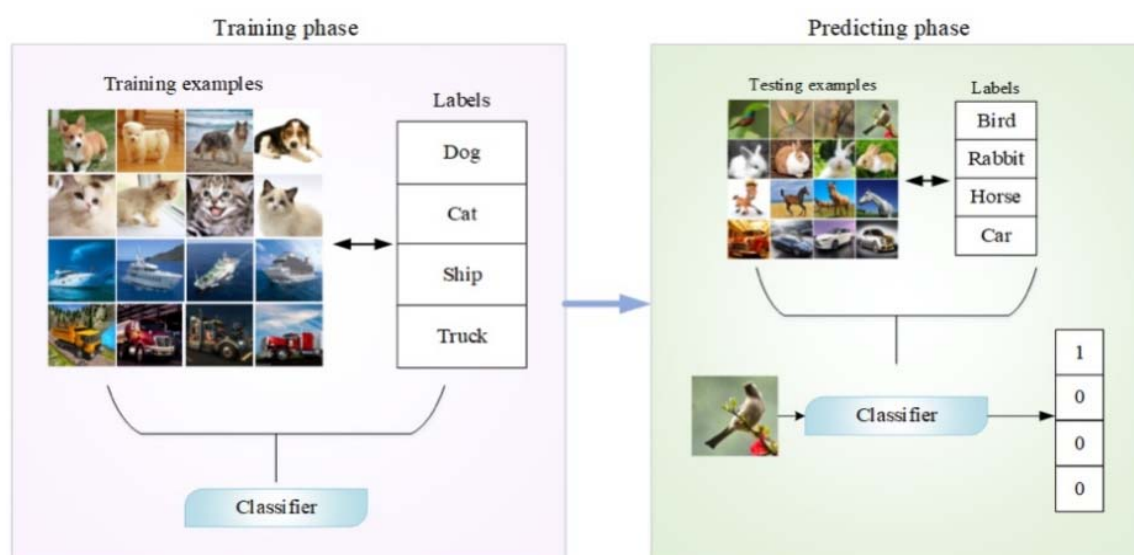 Training phase
Training examples
Labels
Dog
Cat
Ship
Truck
Classifier
Predicting phase
Testing examples
Labels
Bird
Rabbit
Horse
Car
Classifier
1
0
0
0